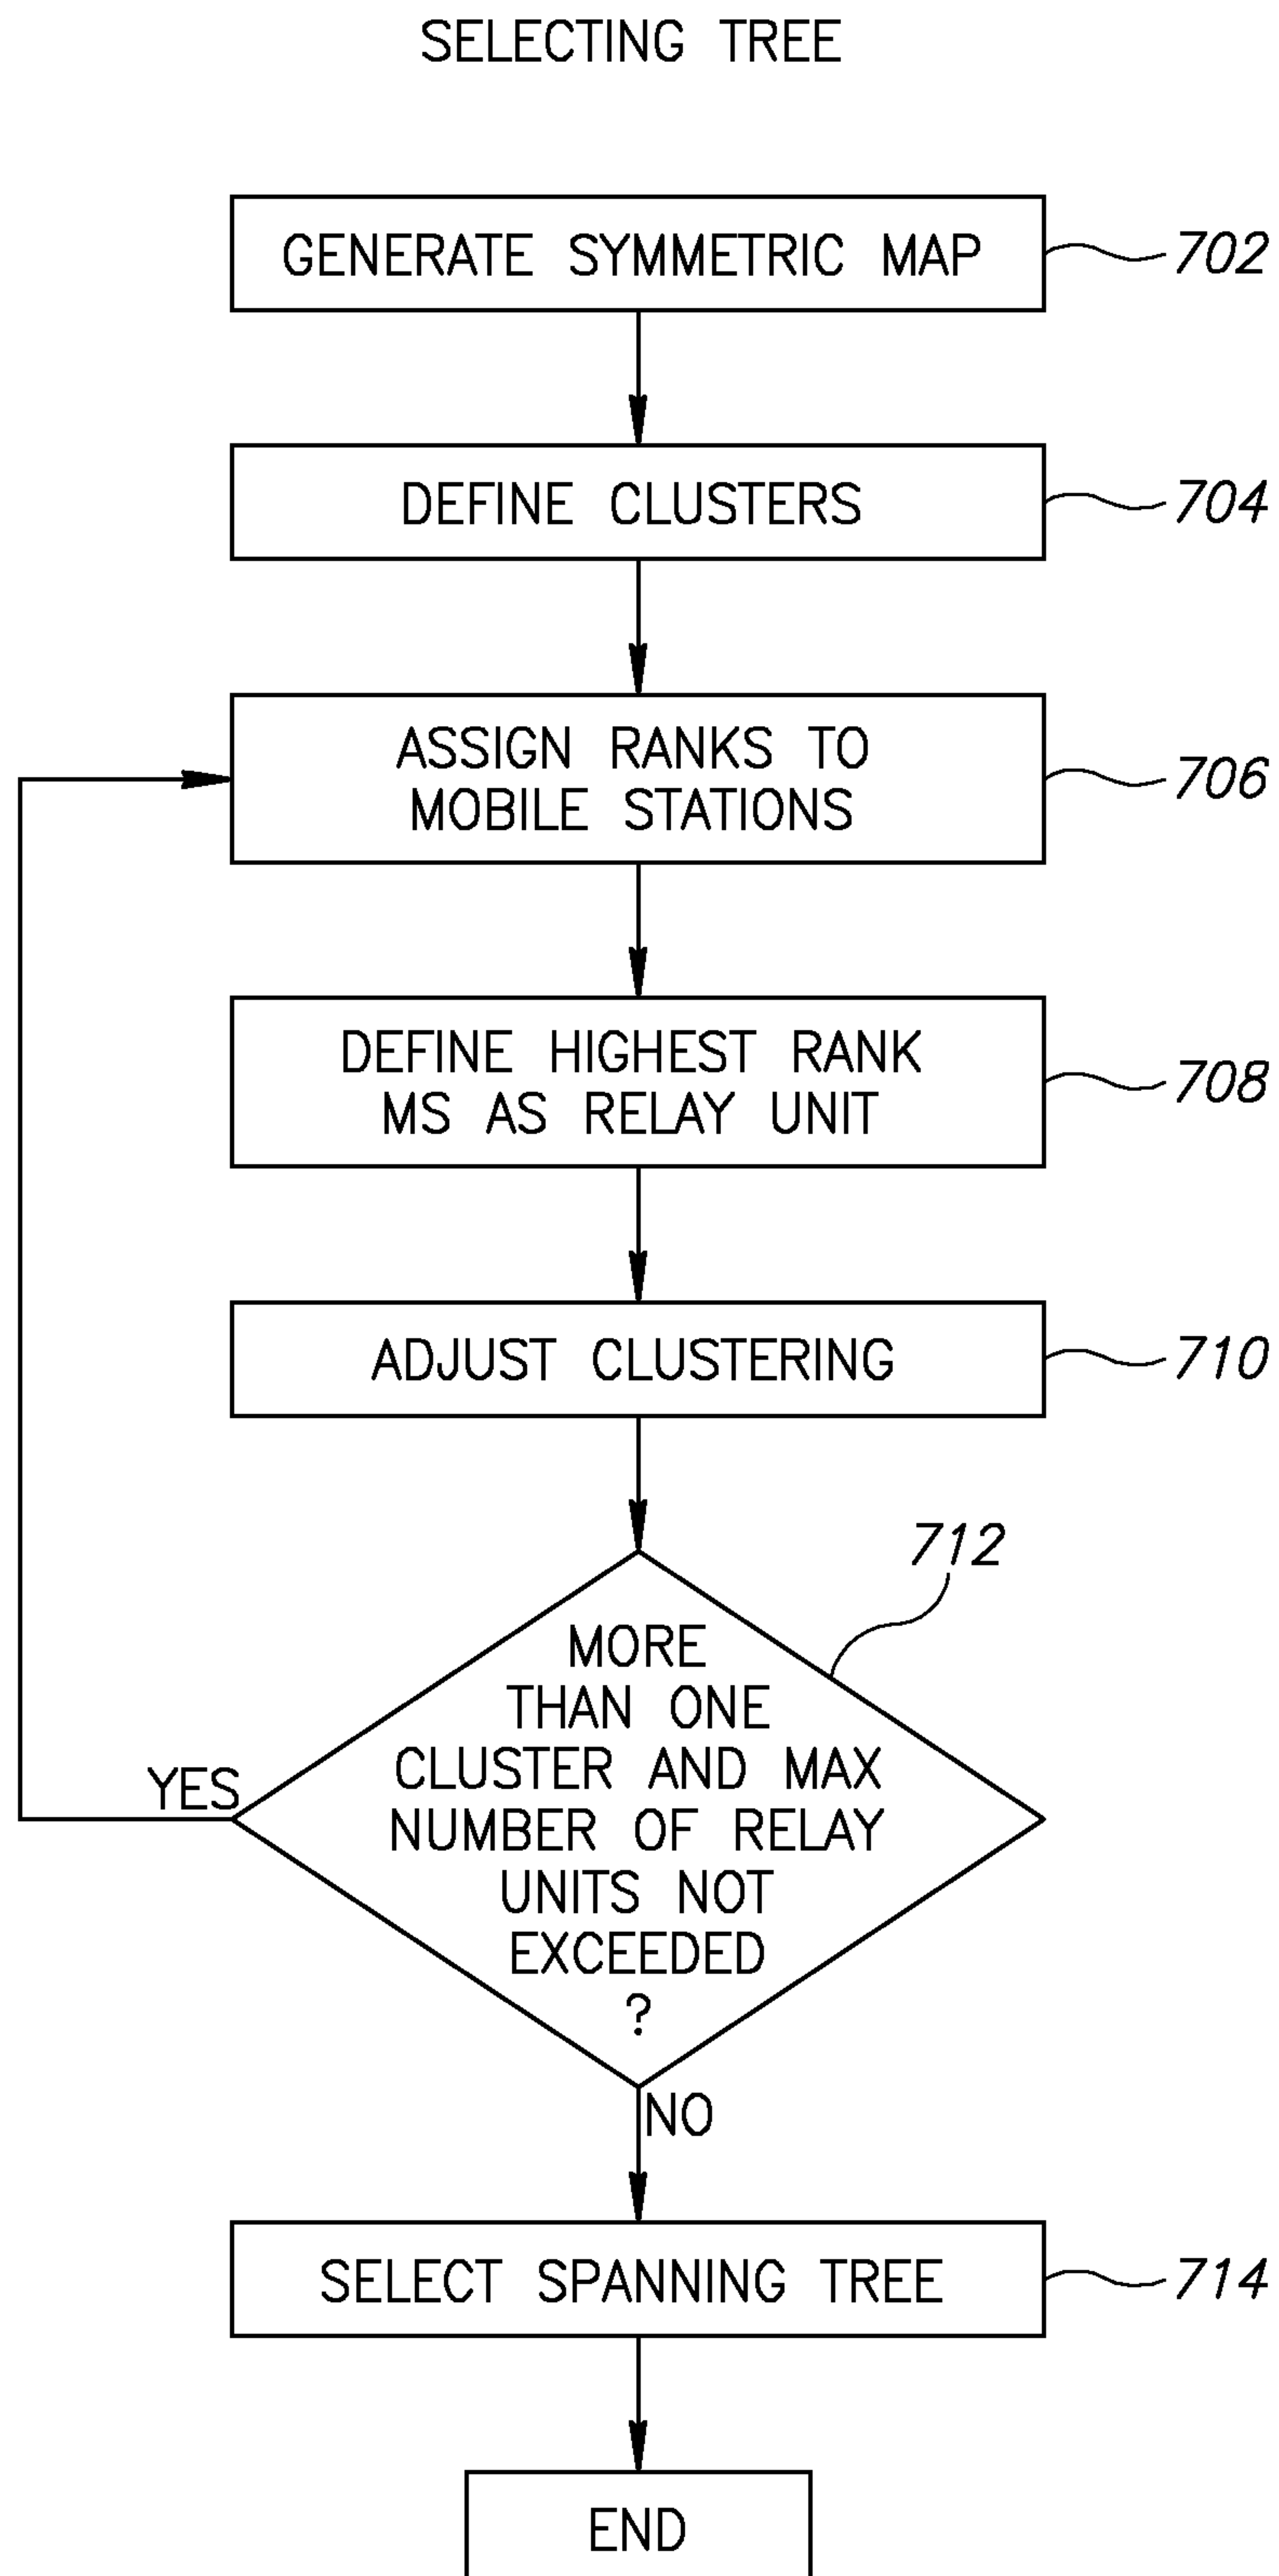 SELECTING TREE
GENERATE SYMMETRIC MAP
702
DEFINE CLUSTERS
704
ASSIGN RANKS TO
MOBILE STATIONS
706
DEFINE HIGHEST RANK
MS AS RELAY UNIT
708
ADJUST CLUSTERING
710
712
MORE
THAN ONE
CLUSTER AND MAX
NUMBER OF RELAY
UNITS NOT
EXCEEDED
?
YES
NO
SELECT SPANNING TREE
714
END